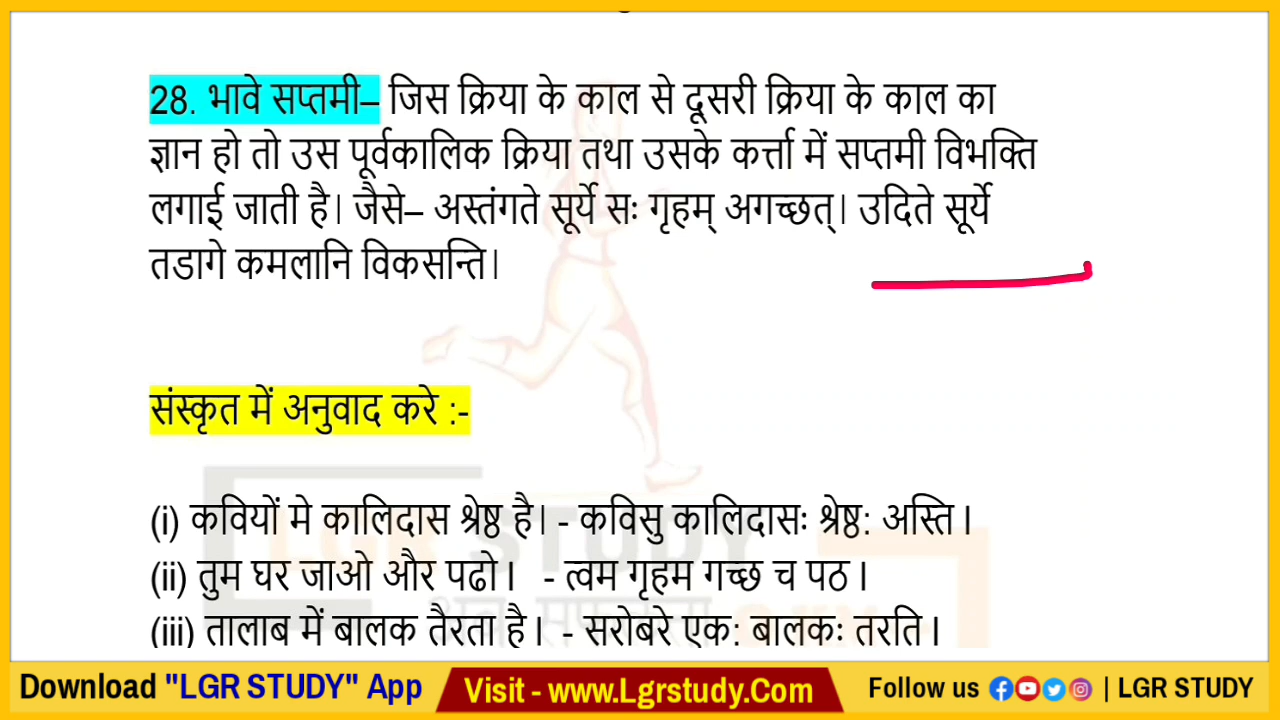 28. भावे सप्तमी– जिस क्रिया के काल से दूसरी क्रिया के काल का
ज्ञान हो तो उस पूर्वकालिक क्रिया तथा उसके कर्त्ता में सप्तमी विभक्ति
लगाई जाती है। जैसे– अस्तंगते सूर्ये सः गृहम् अगच्छत्। उदिते सूर्ये
तडागे कमलानि विकसन्ति।
संस्कृत में अनुवाद करे :-
(i) कवियों मे कालिदास श्रेष्ठ है। - कविसु कालिदासः श्रेष्ठ: अस्ति।
(ii) तुम घर जाओ और पढो। - त्वम गृहम गच्छ च पठ।
(iii) तालाब में बालक तैरता है। - सरोबरे एक: बालकः तरति।
LGR STUDY
Download "LGR STUDY" App
Visit - www.Lgrstudy.Com
Follow us | LGR STUDY